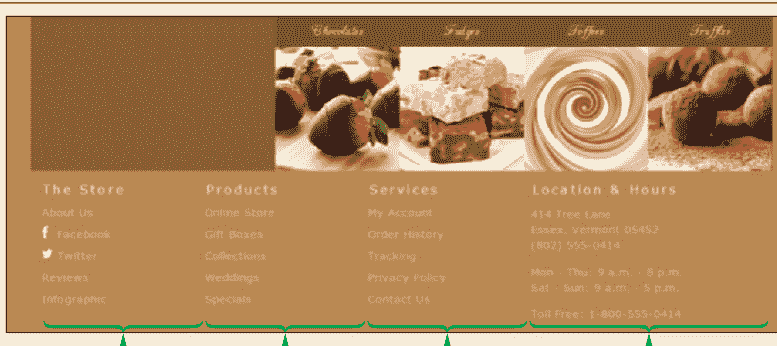 Chocolates Fudges Toffees Truffles
The Store Products Services Location & Hours
About Us Online Store My Account 414 Tree Lane
Facebook Gift Boxes Order History Essex, Vermont 05452
Twitter Collections Tracking (802) 555-0414
Reviews Weddings Privacy Policy Mon - Thu: 9 a.m. - 8 p.m.
Infographic Specials Contact Us Sat - Sun: 9 a.m. - 5 p.m.
Toll Free: 1-800-555-0414